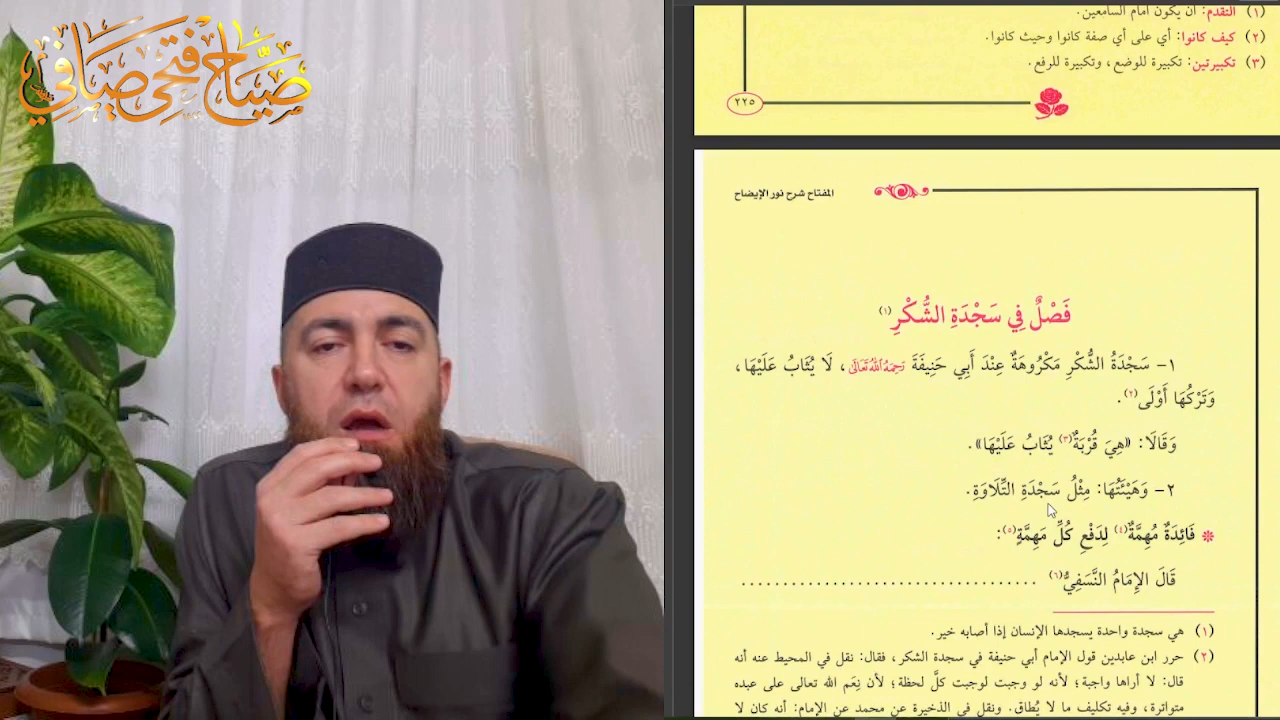 صيّاح فتحي صيّافي
(١) التقدم: أن يكون أمام السامعين.
(٢) كيف كانوا: أي على أي صفة كانوا وحيث كانوا.
(٣) تكبيرتين: تكبيرة للوضع، وتكبيرة للرفع.
٢٢٥
المفتاح شرح نور الإيضاح
فَصْلٌ فِي سَجْدَةِ الشُّكْرِ(١)
١- سَجْدَةُ الشُّكْرِ مَكْرُوهَةٌ عِنْدَ أَبِي حَنِيفَةَ رَحِمَهُ اللهُ تَعَالَى، لَا يُثَابُ عَلَيْهَا،
وَتَرْكُهَا أَوْلَى(٢).
وَقَالَا: «هِيَ قُرْبَةٌ(٣) يُثَابُ عَلَيْهَا».
٢- وَهَيْئَتُهَا: مِثْلُ سَجْدَةِ التِّلَاوَةِ.
* فَائِدَةٌ مُهِمَّةٌ(٤) لِدَفْعِ كُلِّ مَهِمَّةٍ(٥):
قَالَ الإِمَامُ النَّسَفِيُّ(٦) ....................................
(١) هي سجدة واحدة يسجدها الإنسان إذا أصابه خير.
(٢) حرر ابن عابدين قول الإمام أبي حنيفة في سجدة الشكر، فقال: نقل في المحيط عنه أنه
قال: لا أراها واجبة؛ لأنه لو وجبت لوجبت كلَّ لحظة؛ لأن نِعَم الله تعالى على عبده
متواترة، وفيه تكليف ما لا يُطاق. ونقل في الذخيرة عن محمد عن الإمام: أنه كان لا